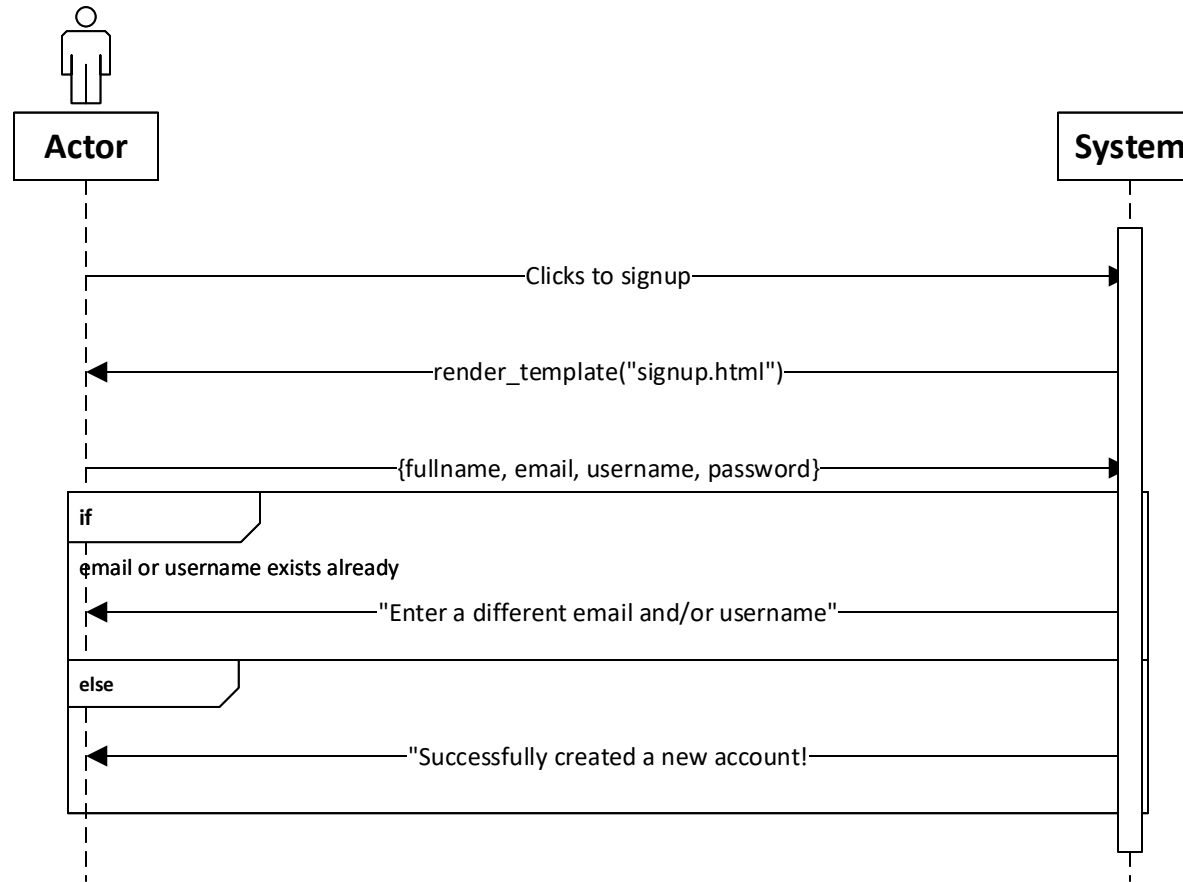 Actor
System
Clicks to signup
render_template("signup.html")
{fullname, email, username, password}
if
email or username exists already
"Enter a different email and/or username"
else
"Successfully created a new account!